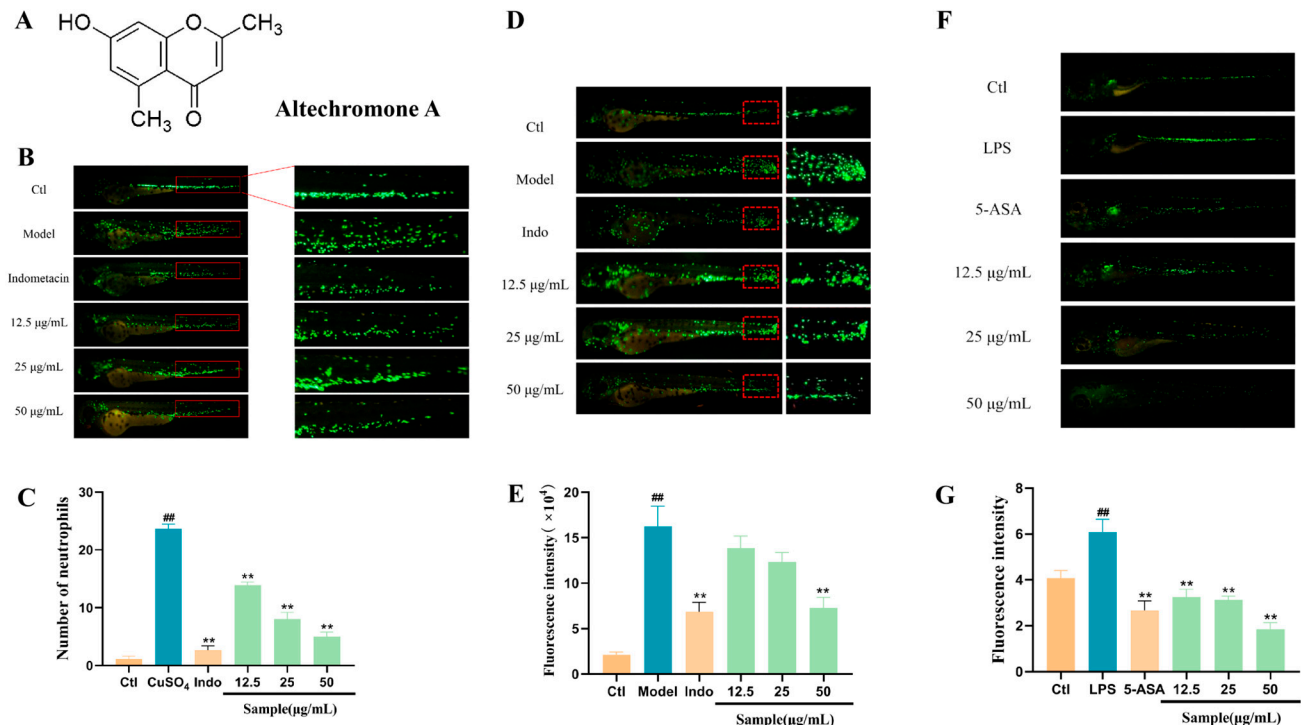 A
HO
O
CH3
CH3
O
Altechromone A
B
Ctl
Model
Indometacin
12.5 μg/mL
25 μg/mL
50 μg/mL
C
Number of neutrophils
30
20
10
0
##
**
**
**
**
Ctl CuSO4 Indo 12.5 25 50
Sample(μg/mL)
D
Ctl
Model
Indo
12.5 μg/mL
25 μg/mL
50 μg/mL
E
Fluorescence intensity( ×10⁴)
20
15
10
5
0
##
**
**
Ctl Model Indo 12.5 25 50
Sample(μg/mL)
F
Ctl
LPS
5-ASA
12.5 μg/mL
25 μg/mL
50 μg/mL
G
Fluorescence intensity
8
6
4
2
0
##
**
**
**
**
Ctl LPS 5-ASA 12.5 25 50
Sample(μg/mL)